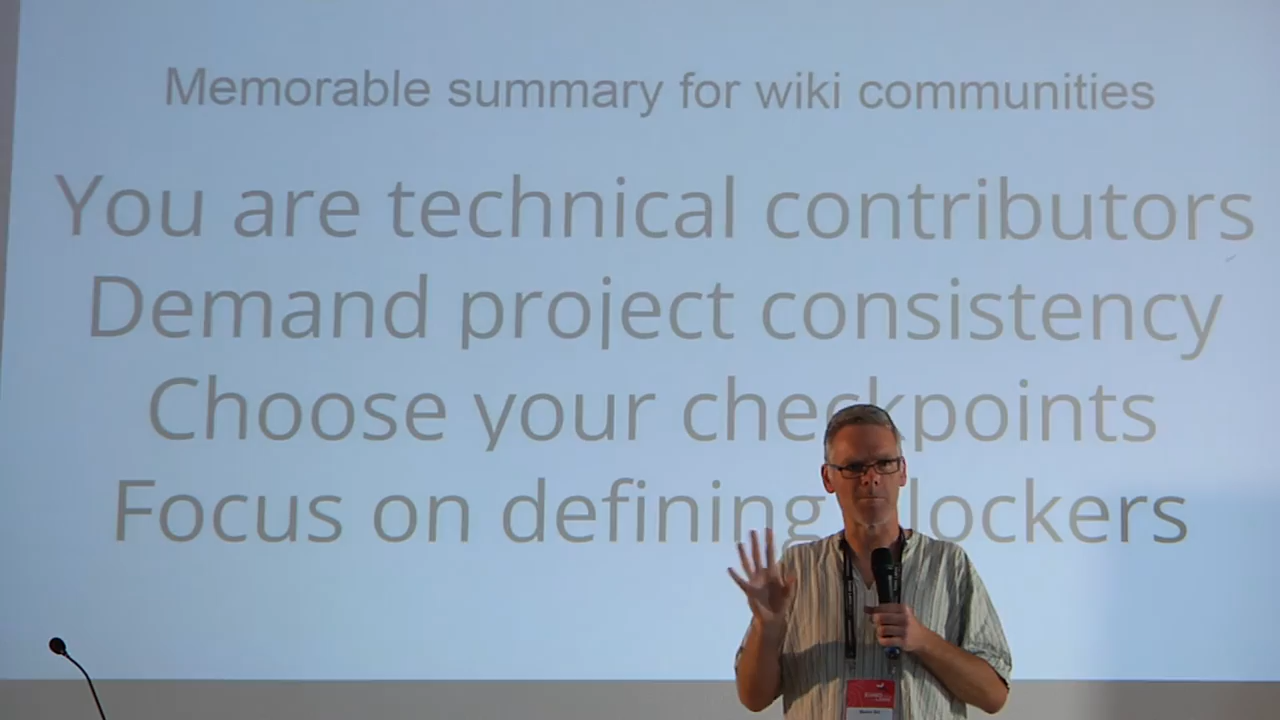 Memorable summary for wiki communities
You are technical contributors
Demand project consistency
Choose your checkpoints
Focus on defining blockers